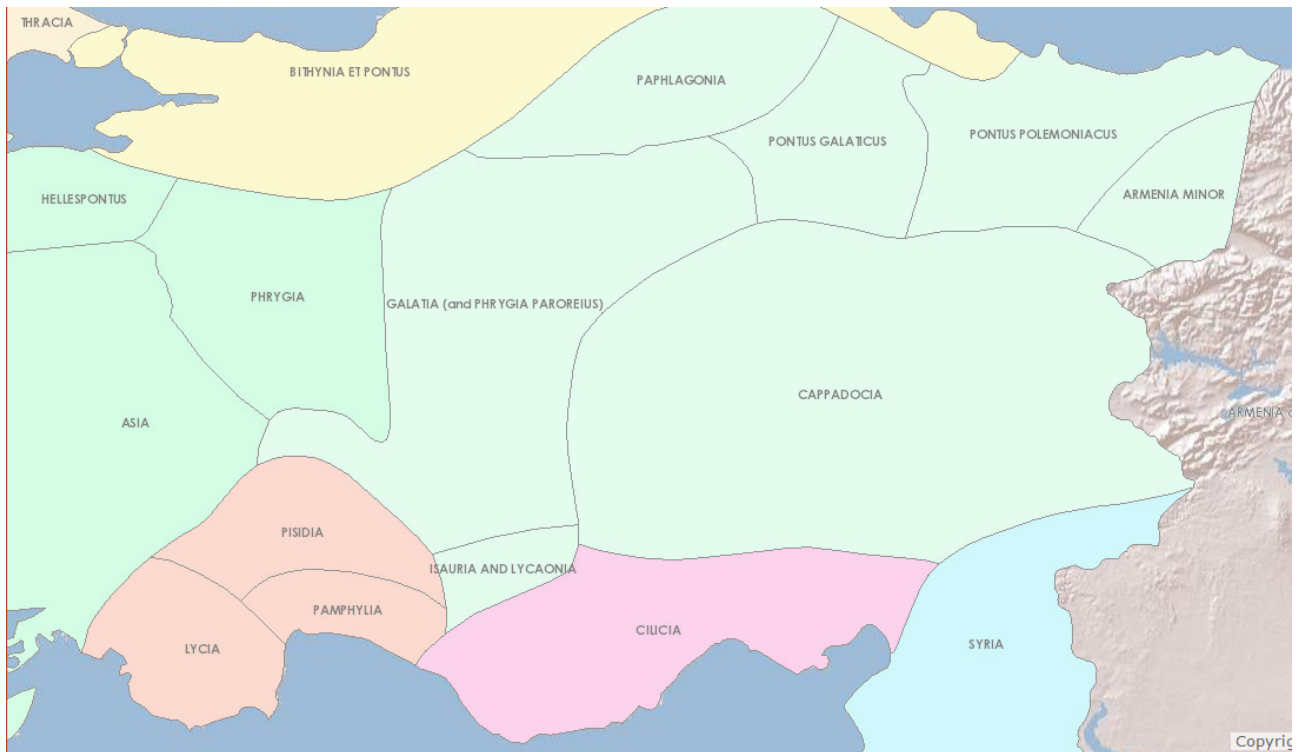 THRACIA
BITHYNIA ET PONTUS
PAPHLAGONIA
PONTUS GALATICUS
PONTUS POLEMONIACUS
HELLESPONTUS
ARMENIA MINOR
PHRYGIA
GALATIA (and PHRYGIA PAROREIUS)
CAPPADOCIA
ASIA
ARMENIA
PISIDIA
ISAURIA AND LYCAONIA
PAMPHYLIA
CILICIA
LYCIA
SYRIA